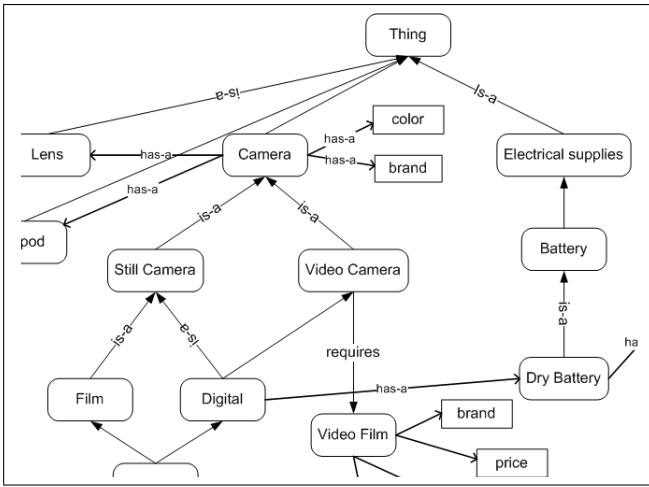 Thing
is-a
Is-a
color
has-a
Lens
has-a
Camera
has-a
brand
Electrical supplies
has-a
is-a
is-a
pod
Still Camera
Video Camera
Battery
is-a
is-a
is-a
requires
ha
Film
Digital
has-a
Dry Battery
Video Film
brand
price